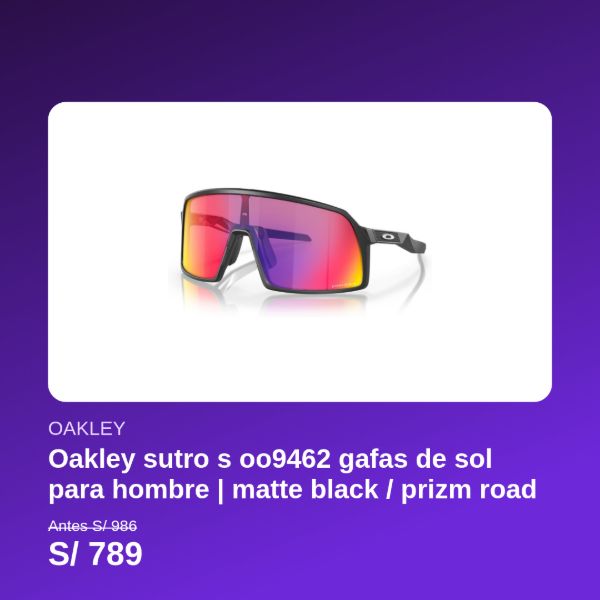 OAKLEY
Oakley sutro s oo9462 gafas de sol
para hombre | matte black / prizm road
Antes S/ 986
S/ 789